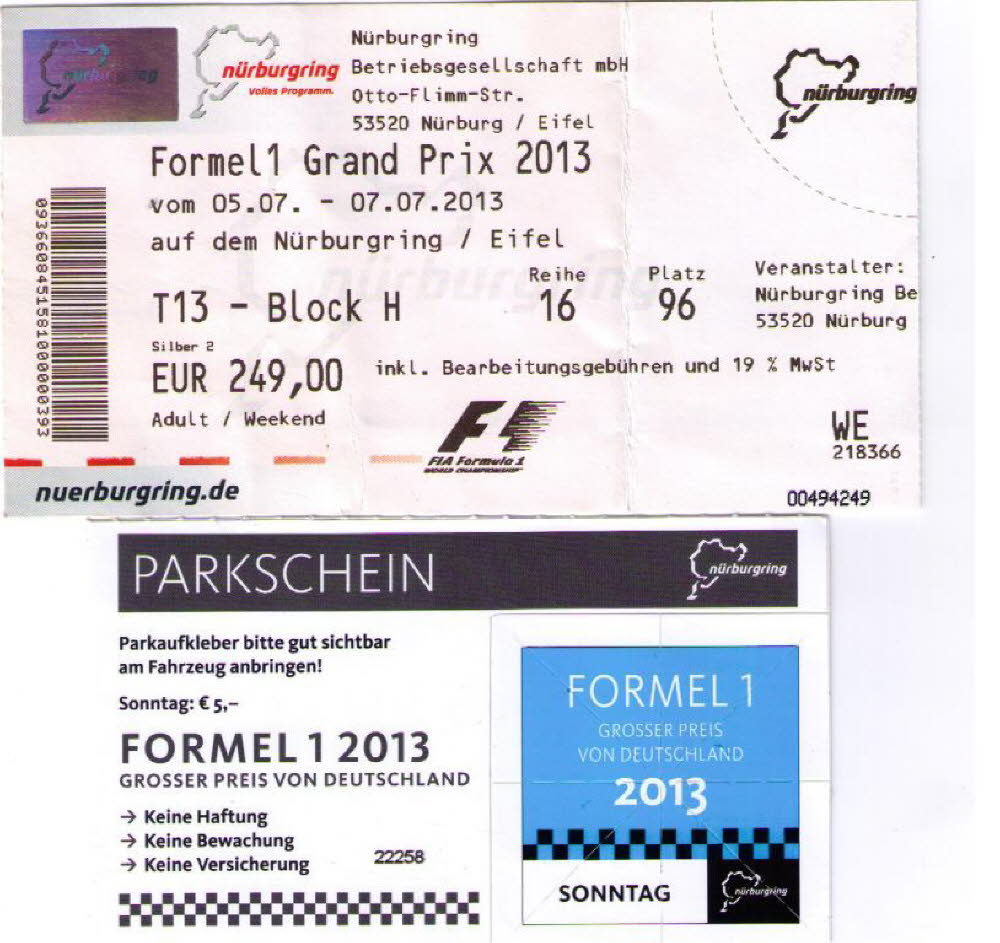 nürburgring
nürburgring
Volles Programm.
Nürburgring
Betriebsgesellschaft mbH
Otto-Flimm-Str.
53520 Nürburg / Eifel
nürburgring
Formel1 Grand Prix 2013
vom 05.07. - 07.07.2013
auf dem Nürburgring / Eifel
nürburgring
Reihe Platz
T13 - Block H 16 96
Veranstalter:
Nürburgring Be
53520 Nürburg
Silber 2
EUR 249,00 inkl. Bearbeitungsgebühren und 19 % MwSt
Adult / Weekend
F1
FIA Formula 1
WORLD CHAMPIONSHIP
WE
218366
nuerburgring.de
00494249
PARKSCHEIN
nürburgring
Parkaufkleber bitte gut sichtbar
am Fahrzeug anbringen!
Sonntag: € 5,–
FORMEL 1 2013
GROSSER PREIS VON DEUTSCHLAND
→ Keine Haftung
→ Keine Bewachung
→ Keine Versicherung
22258
FORMEL 1
GROSSER PREIS
VON DEUTSCHLAND
2013
SONNTAG
nürburgring